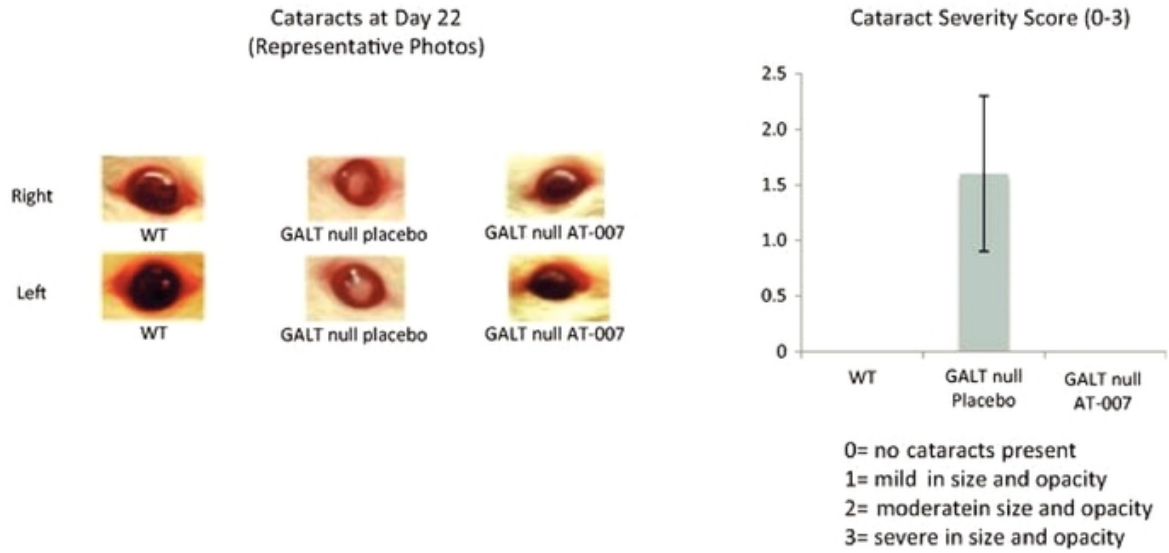 Cataracts at Day 22
(Representative Photos)
Right
WT
GALT null placebo
GALT null AT-007
Left
WT
GALT null placebo
GALT null AT-007
Cataract Severity Score (0-3)
2.5
2.0
1.5
1.0
0.5
0
WT
GALT null
Placebo
GALT null
AT-007
0= no cataracts present
1= mild in size and opacity
2= moderatein size and opacity
3= severe in size and opacity